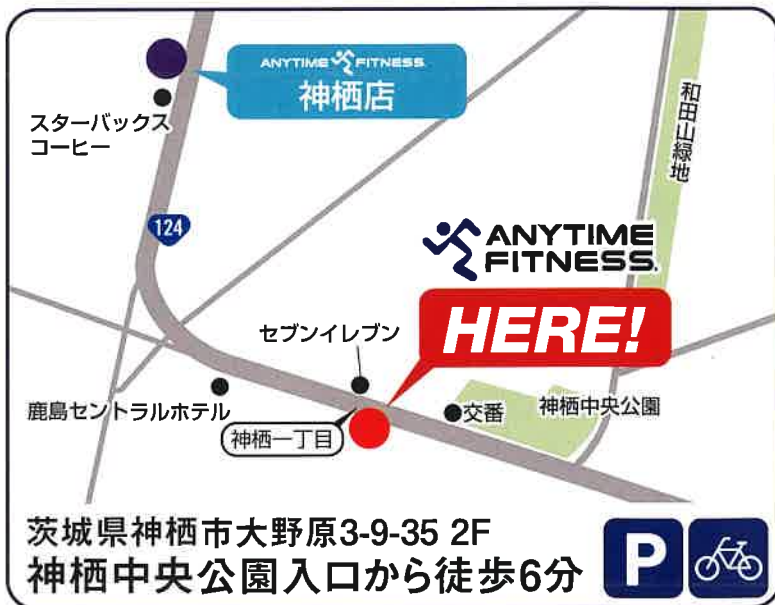 ANYTIME FITNESS
神栖店
スターバックス
コーヒー
和田山緑地
124
ANYTIME
FITNESS.
HERE!
セブンイレブン
鹿島セントラルホテル
神栖一丁目
交番
神栖中央公園
茨城県神栖市大野原3-9-35 2F
神栖中央公園入口から徒歩6分
P